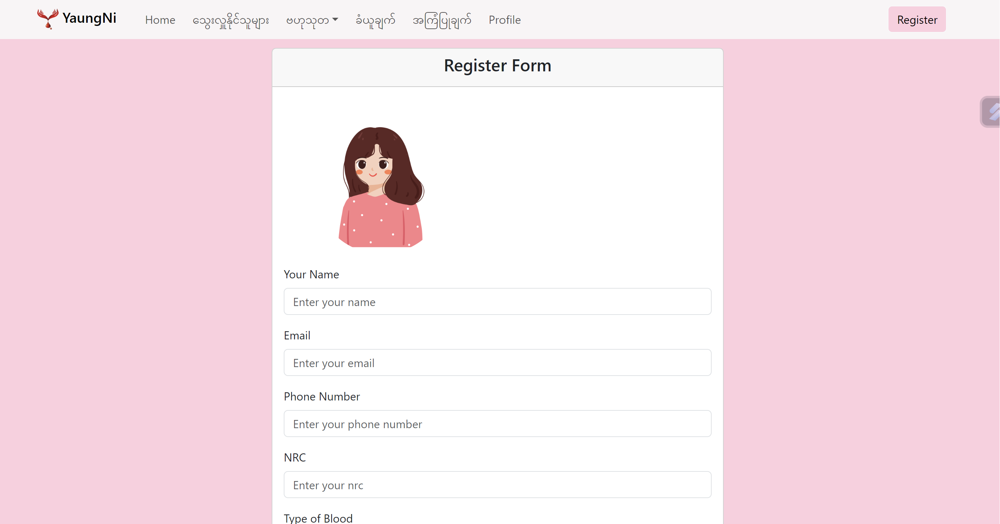 YaungNi
Home သွေးလှူနိုင်သူများ ဗဟုသုတ ခံယူချက် အကြံပြုချက် Profile
Register
Register Form
Your Name
Enter your name
Email
Enter your email
Phone Number
Enter your phone number
NRC
Enter your nrc
Type of Blood